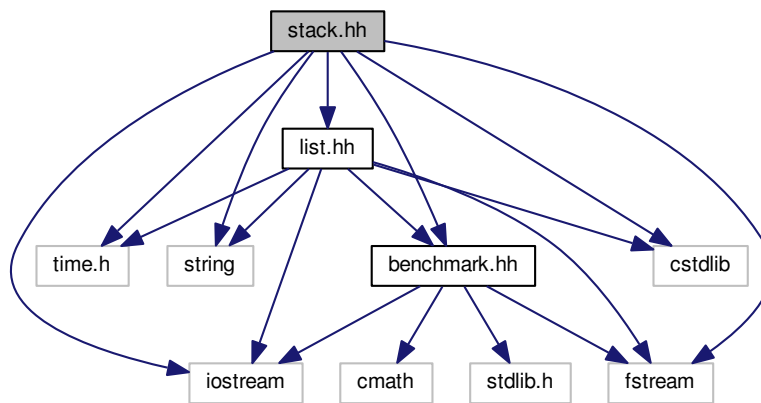 stack.hh
list.hh
time.h
string
benchmark.hh
cstdlib
iostream
cmath
stdlib.h
fstream